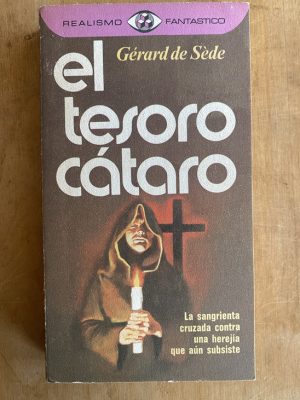 REALISMO FANTASTICO
Gérard de Sède
el
tesoro
cátaro
La sangrienta
cruzada contra
una herejía
que aún subsiste